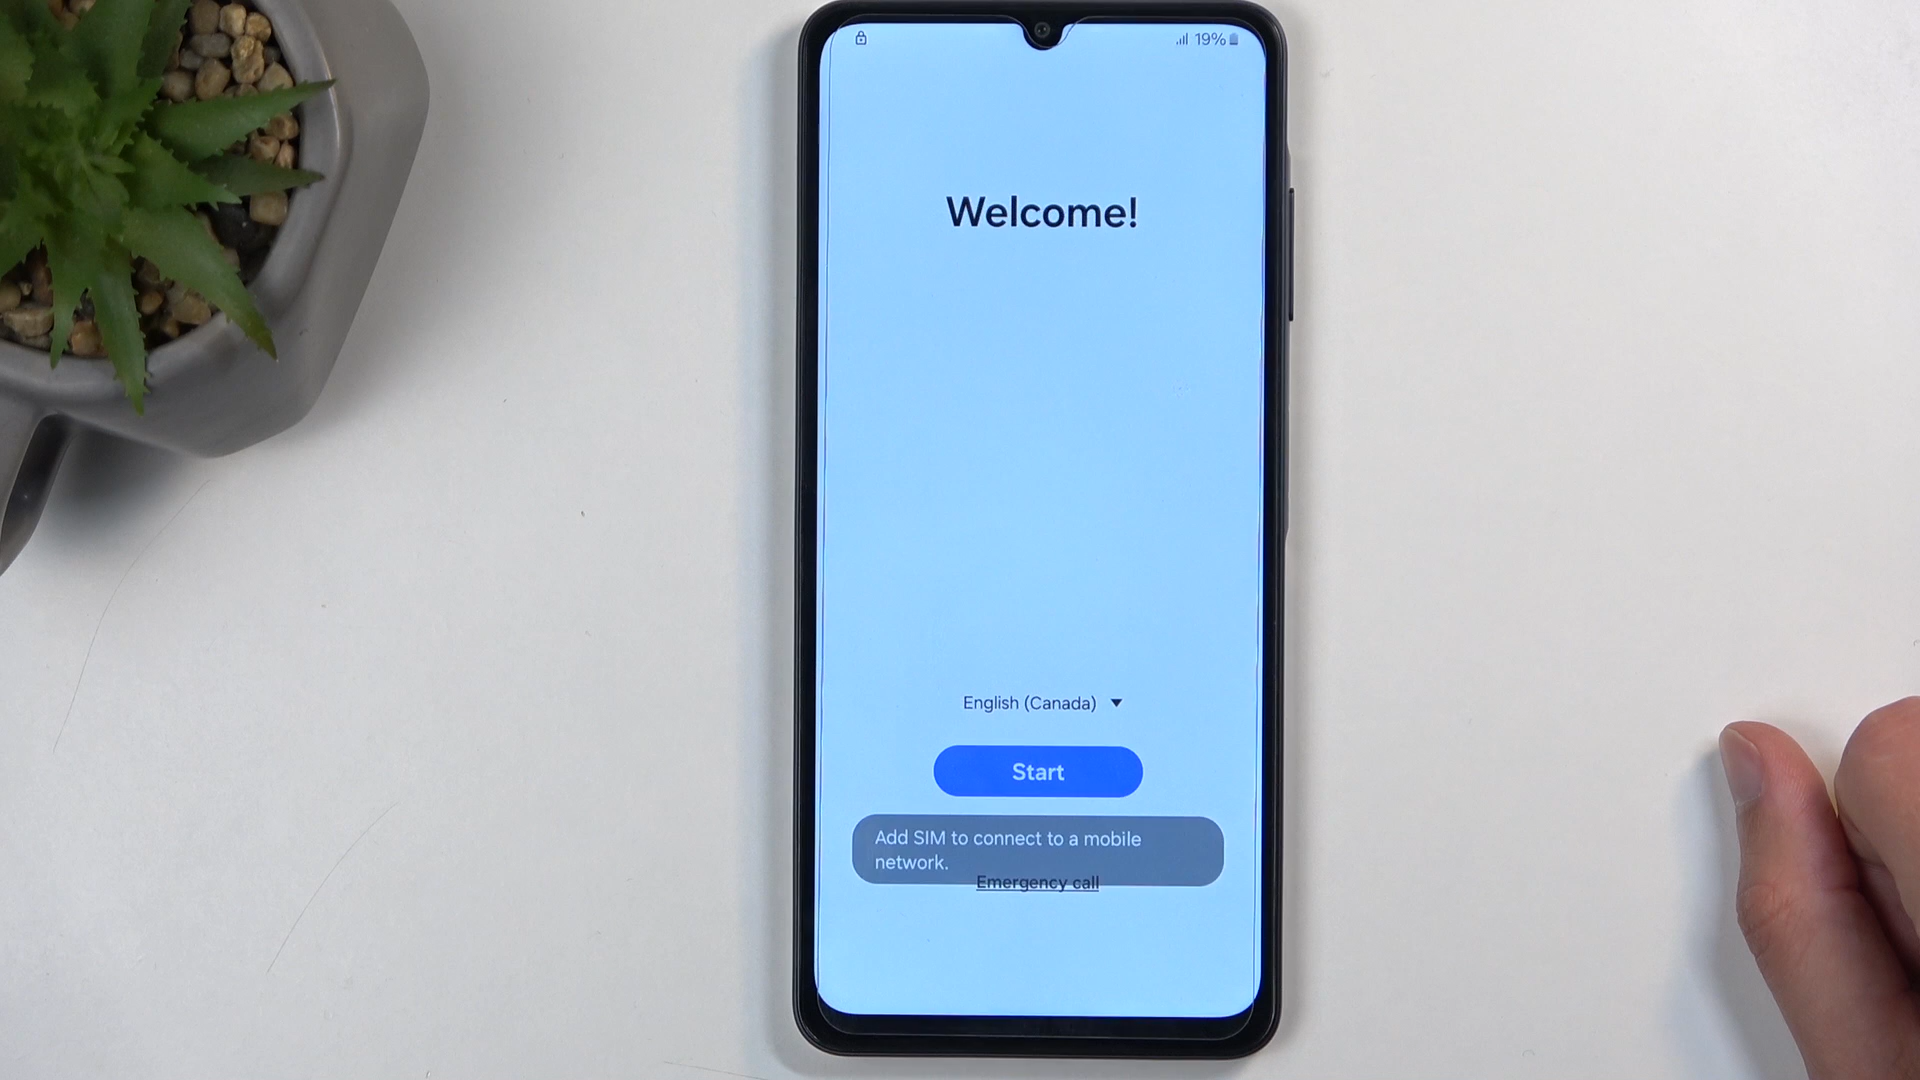 19%
Welcome!
English (Canada)
Start
Add SIM to connect to a mobile
network.
Emergency call